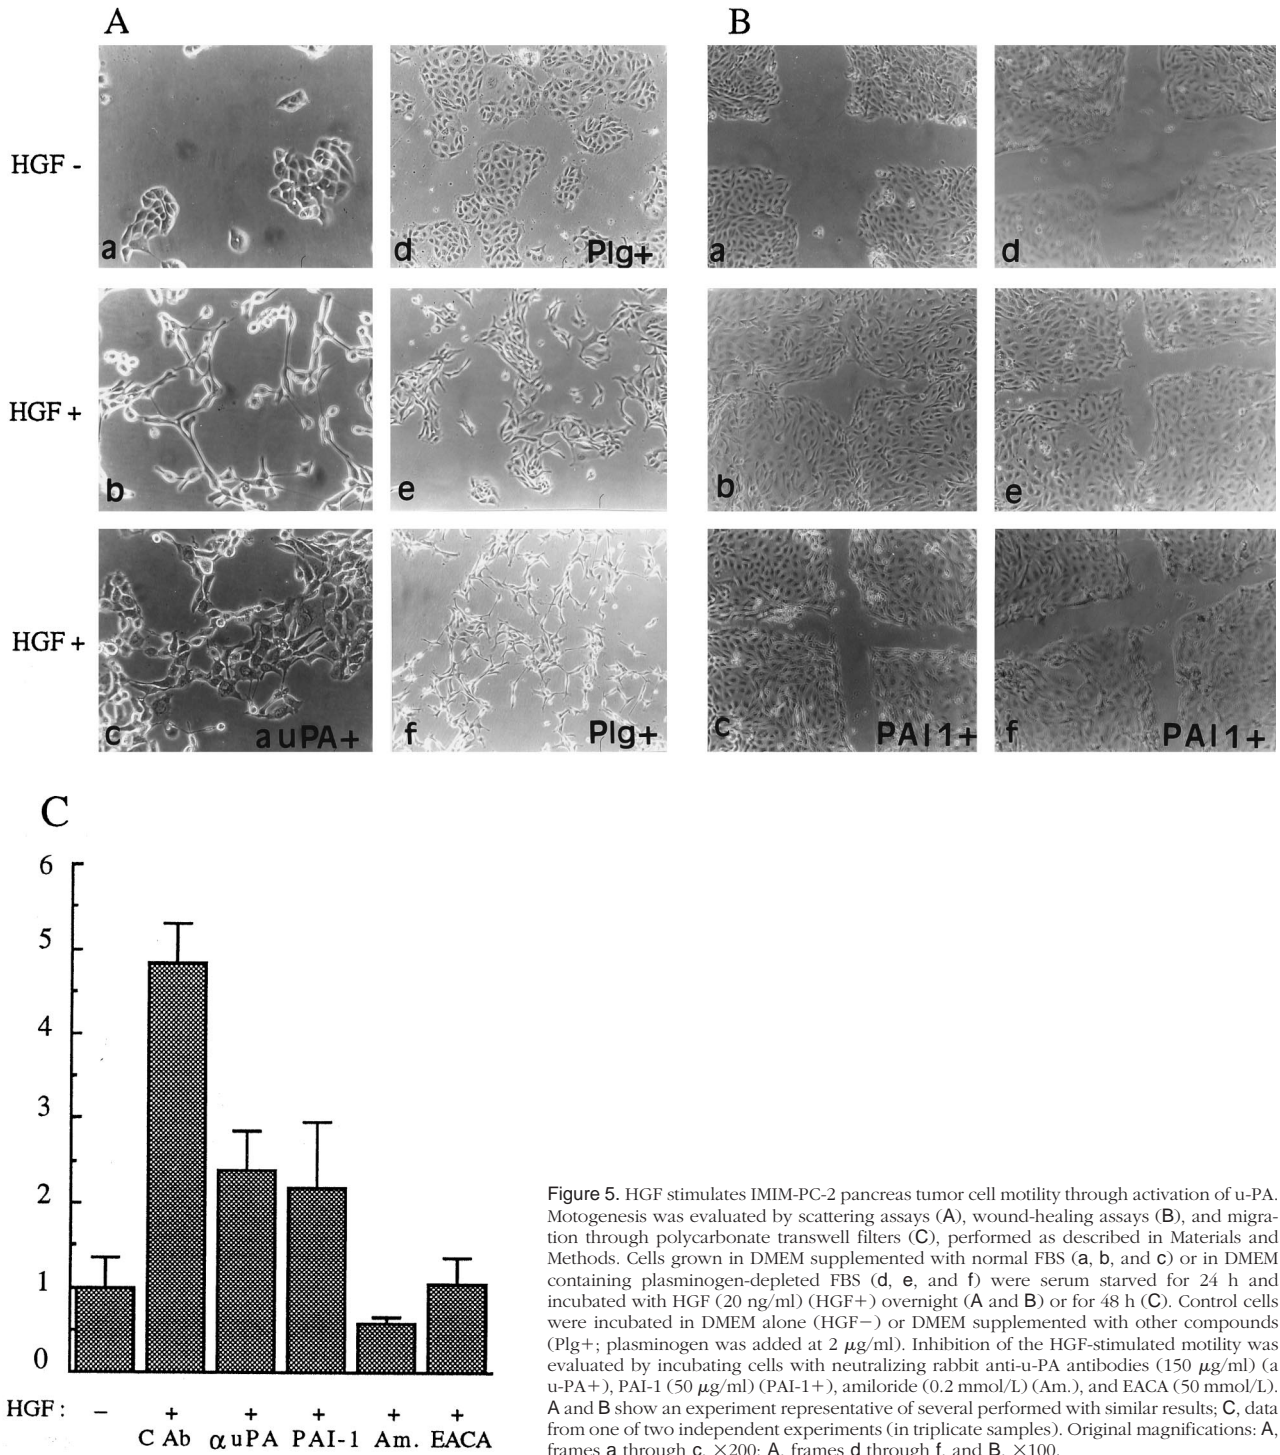 A
B
HGF -
a
d
Plg+
a
d
HGF +
b
e
b
e
HGF +
c
a uPA+
f
Plg+
c
PAI 1+
f
PAI 1+
C
6
5
4
3
2
1
0
HGF : – + + + + +
C Ab α uPA PAI-1 Am. EACA
Figure 5. HGF stimulates IMIM-PC-2 pancreas tumor cell motility through activation of u-PA.
Motogenesis was evaluated by scattering assays (A), wound-healing assays (B), and migra-
tion through polycarbonate transwell filters (C), performed as described in Materials and
Methods. Cells grown in DMEM supplemented with normal FBS (a, b, and c) or in DMEM
containing plasminogen-depleted FBS (d, e, and f) were serum starved for 24 h and
incubated with HGF (20 ng/ml) (HGF+) overnight (A and B) or for 48 h (C). Control cells
were incubated in DMEM alone (HGF−) or DMEM supplemented with other compounds
(Plg+; plasminogen was added at 2 μg/ml). Inhibition of the HGF-stimulated motility was
evaluated by incubating cells with neutralizing rabbit anti-u-PA antibodies (150 μg/ml) (a
u-PA+), PAI-1 (50 μg/ml) (PAI-1+), amiloride (0.2 mmol/L) (Am.), and EACA (50 mmol/L).
A and B show an experiment representative of several performed with similar results; C, data
from one of two independent experiments (in triplicate samples). Original magnifications: A,
frames a through c, ×200; A, frames d through f, and B, ×100.